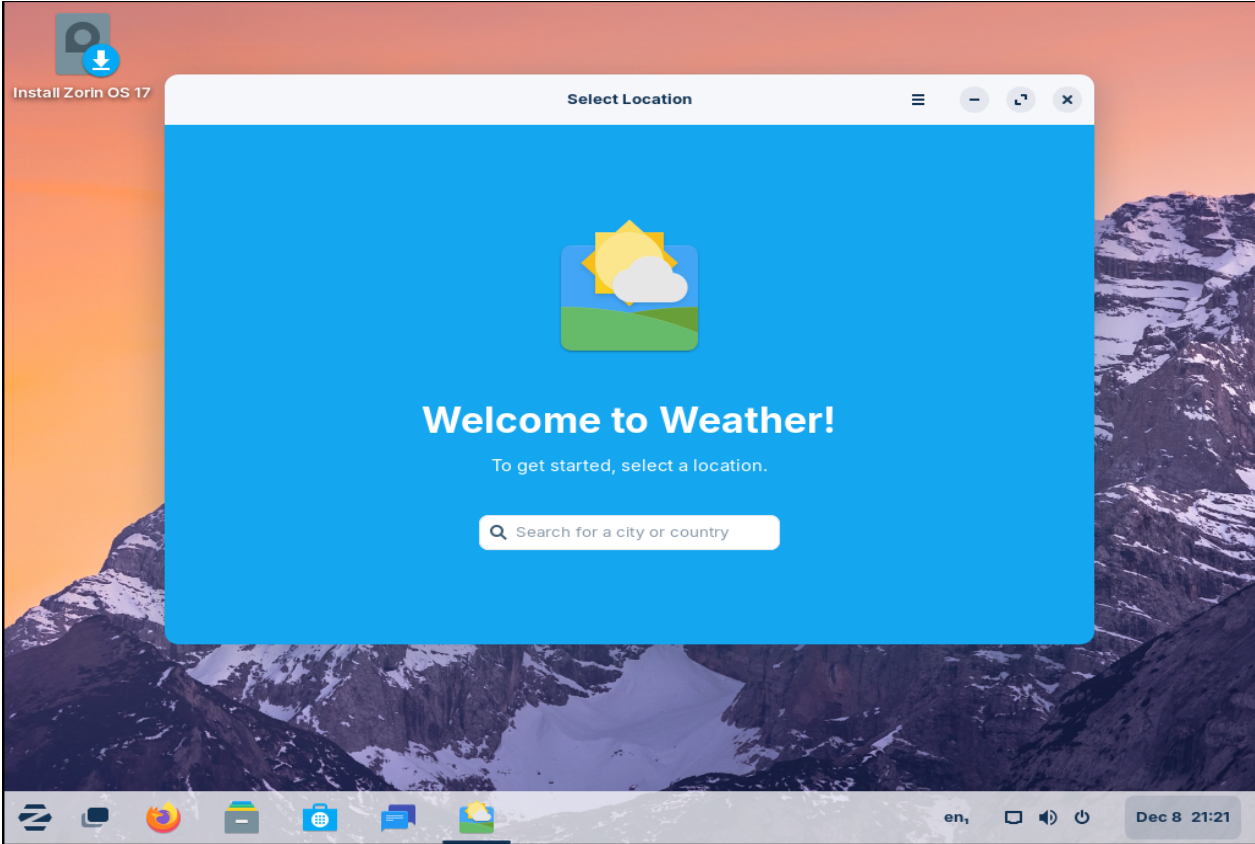 Install Zorin OS 17
Select Location
Welcome to Weather!
To get started, select a location.
Search for a city or country
en₁
Dec 8 21:21